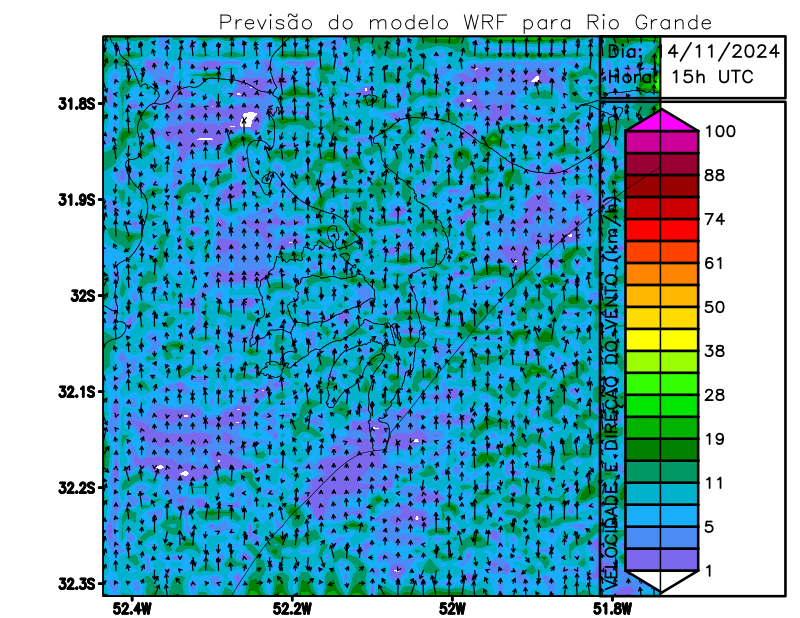 Previsão do modelo WRF para Rio Grande
Dia: 14/11/2024
Hora: 15h UTC
31.8S
31.9S
32S
32.1S
32.2S
32.3S
52.4W
52.2W
52W
51.8W
VELOCIDADE E DIREÇÃO DO VENTO (km/h)
100
88
74
61
50
38
28
19
11
5
1